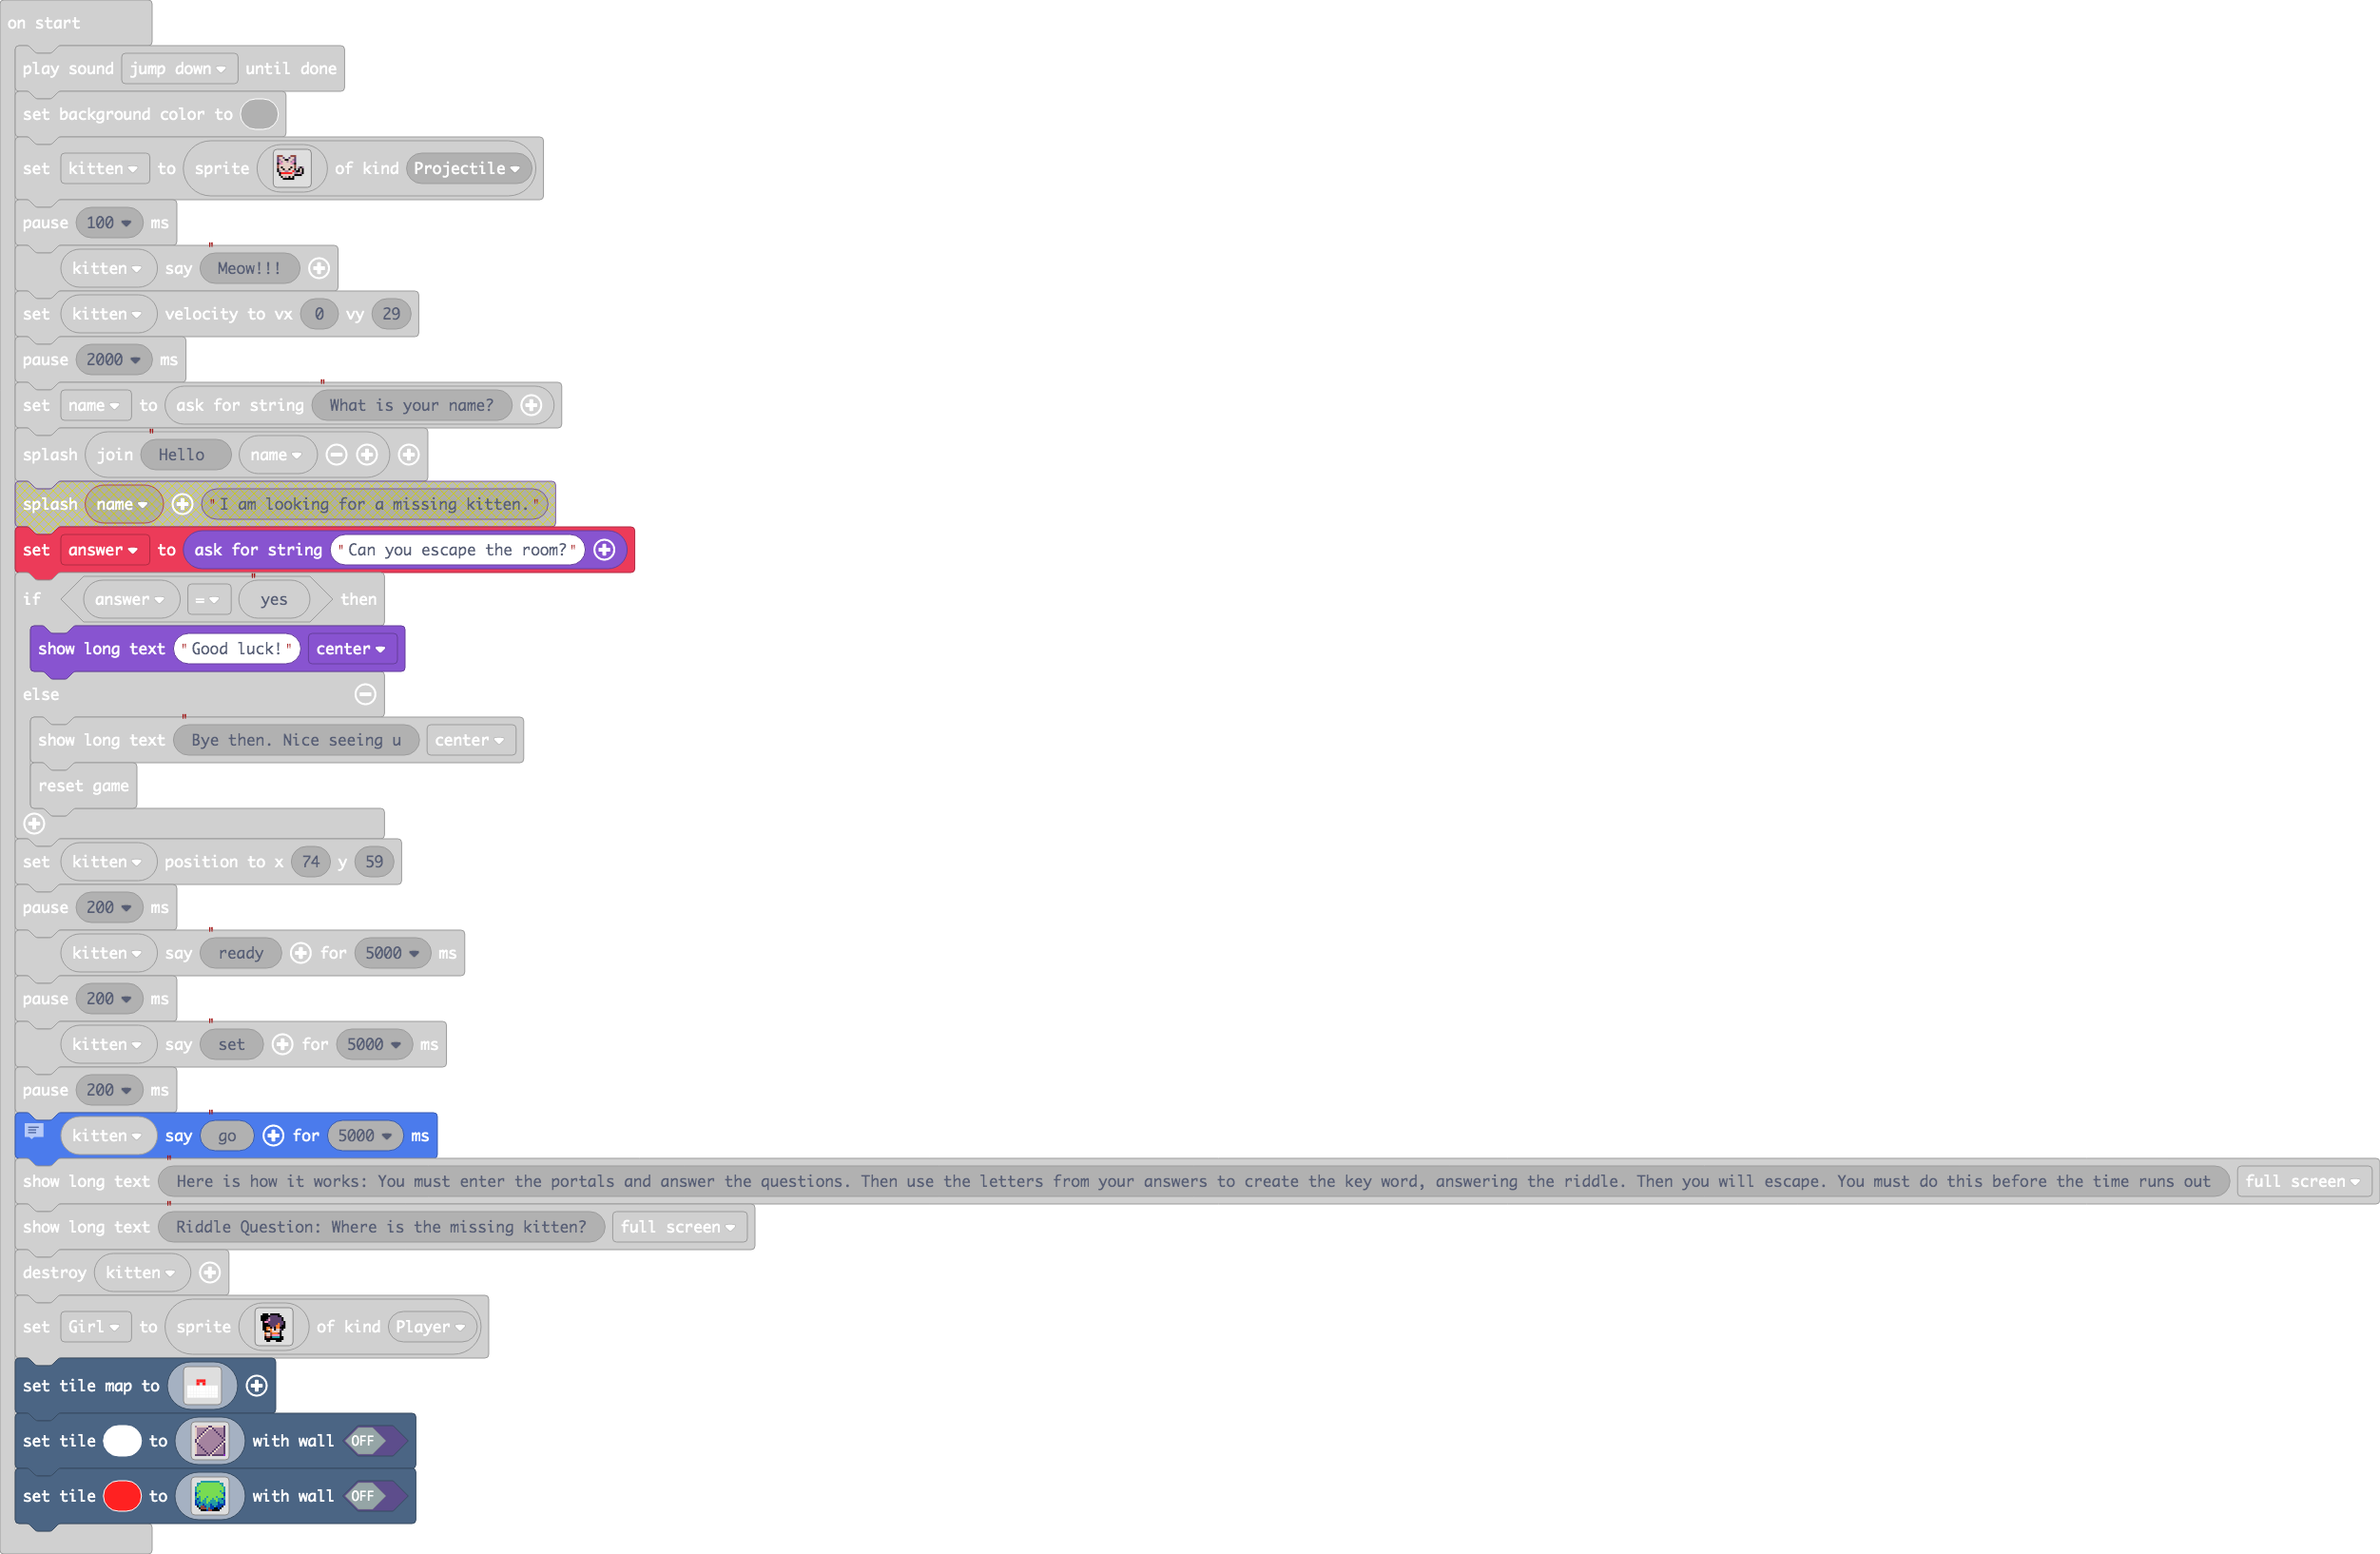 on start
play sound jump down until done
set background color to
set kitten to sprite of kind Projectile
pause 100 ms
kitten say "Meow!!! 
set kitten velocity to vx 0 vy 29
pause 2000 ms
set name to ask for string "What is your name?
splash join "Hello name
splash name "I am looking for a missing kitten."
set answer to ask for string "Can you escape the room?"
if answer = "yes then
show long text "Good luck!" center
else
show long text "Bye then. Nice seeing u center
reset game
set kitten position to x 74 y 59
pause 200 ms
kitten say "ready for 5000 ms
pause 200 ms
kitten say "set for 5000 ms
pause 200 ms
kitten say "go for 5000 ms
show long text "Here is how it works: You must enter the portals and answer the questions. Then use the letters from your answers to create the key word, answering the riddle. Then you will escape. You must do this before the time runs out full screen
show long text "Riddle Question: Where is the missing kitten? full screen
destroy kitten
set Girl to sprite of kind Player
set tile map to
set tile to with wall OFF
set tile to with wall OFF